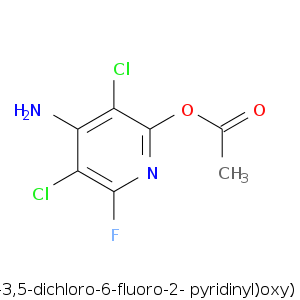 Cl
H₂N
O
O
CH₃
Cl
N
F
-3,5-dichloro-6-fluoro-2- pyridinyl)oxy)